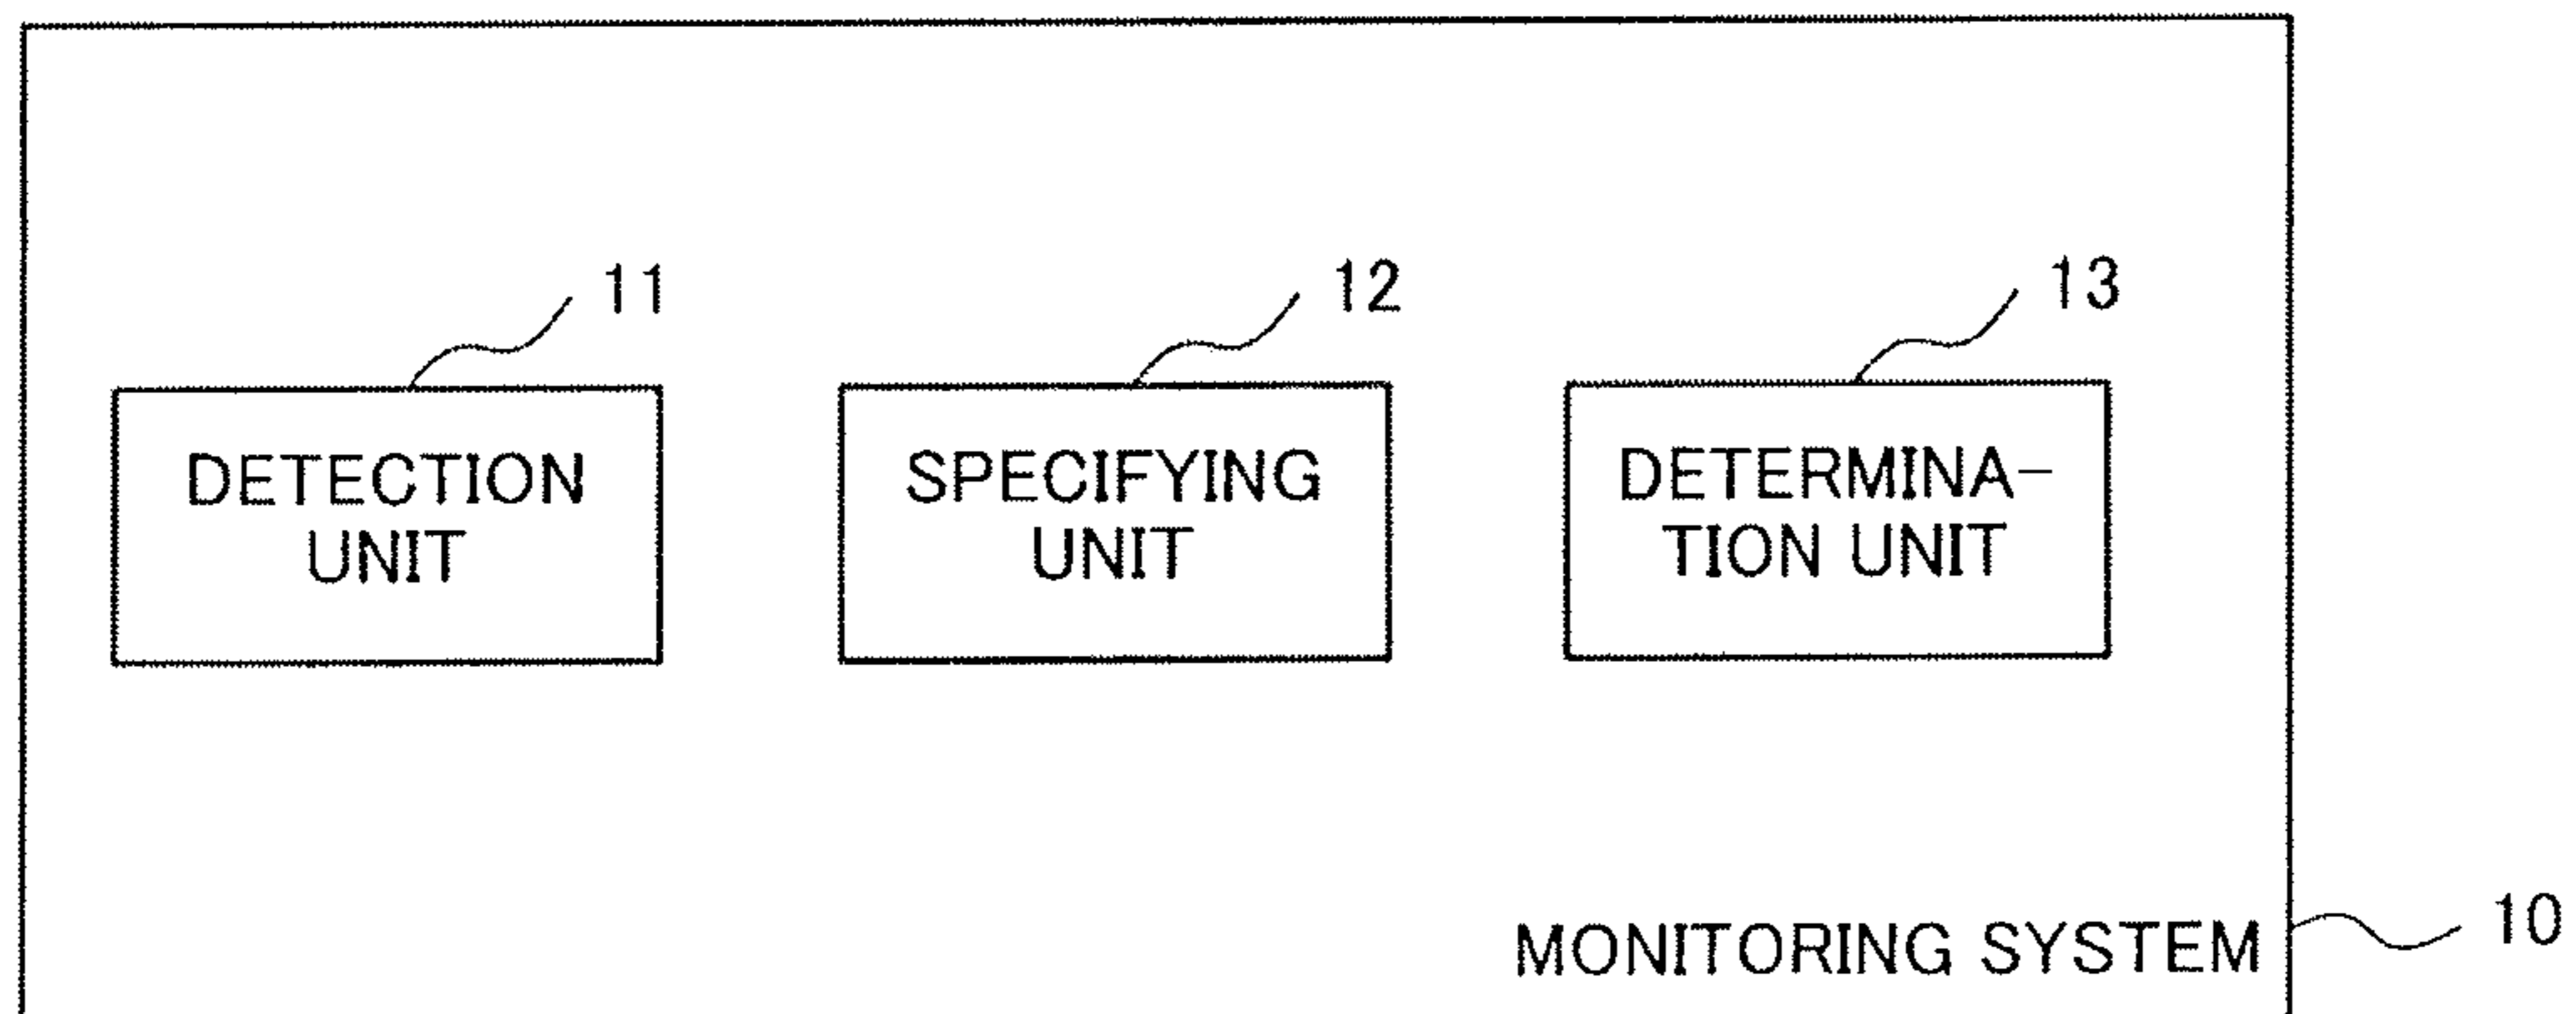 11
12
13
DETECTION
UNIT
SPECIFYING
UNIT
DETERMINA-
TION UNIT
MONITORING SYSTEM
10